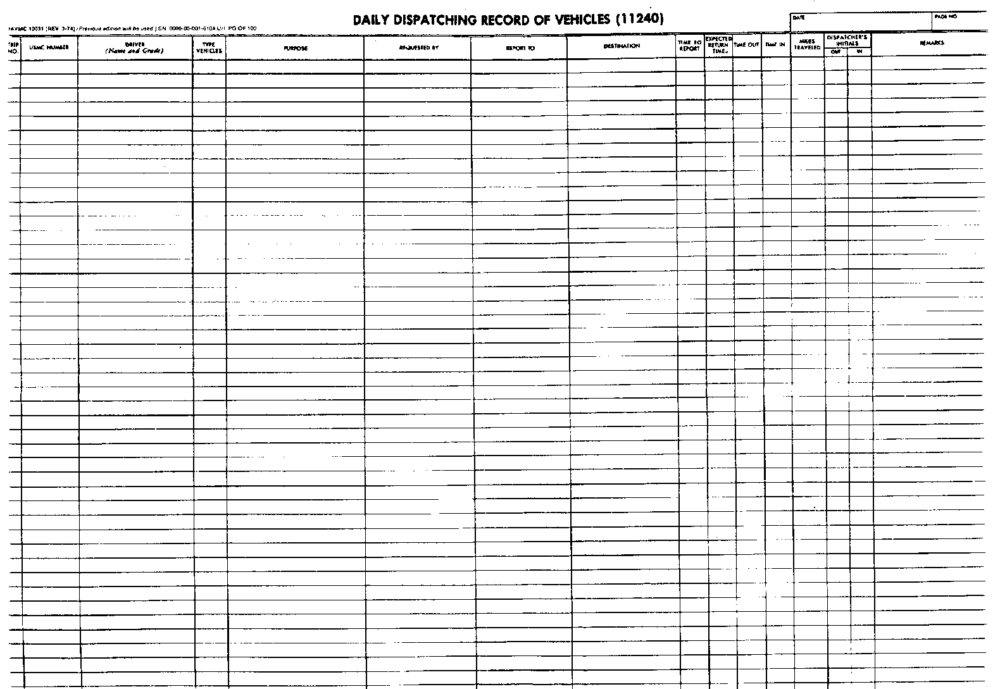 DAILY DISPATCHING RECORD OF VEHICLES (11240)
DATE
PAGE NO
NAVMC 10031 (REV. 3-74) (Previous edition will be used) SN 0000-00-001-6104 U/I PG OF 100
TRIP NO.
USMC NUMBER
DRIVER
(Name and Grade)
TYPE
VEHICLES
PURPOSE
REQUESTED BY
REPORT TO
DESTINATION
TIME TO
REPORT
EXPECTED
RETURN
TIME
TIME OUT
TIME IN
MILES
TRAVELED
DISPATCHER'S
INITIALS
OUT
IN
REMARKS